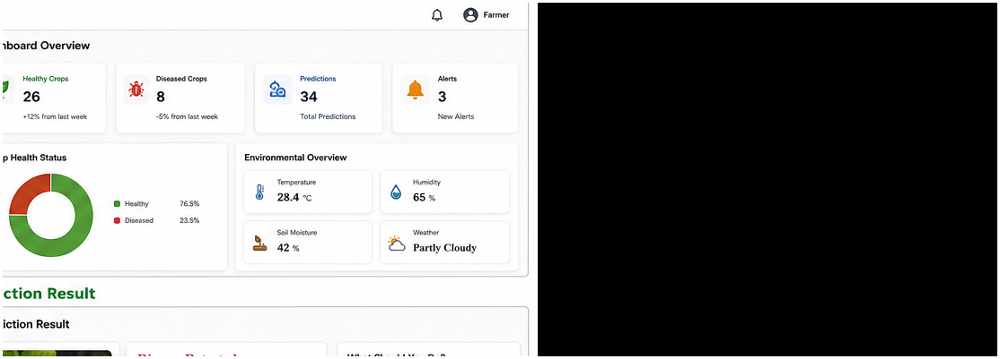 Farmer
nboard Overview
Healthy Crops
26
+12% from last week
Diseased Crops
8
-5% from last week
Predictions
34
Total Predictions
Alerts
3
New Alerts
p Health Status
Healthy 76.5%
Diseased 23.5%
Environmental Overview
Temperature
28.4 °C
Humidity
65 %
Soil Moisture
42 %
Weather
Partly Cloudy
ction Result
iction Result